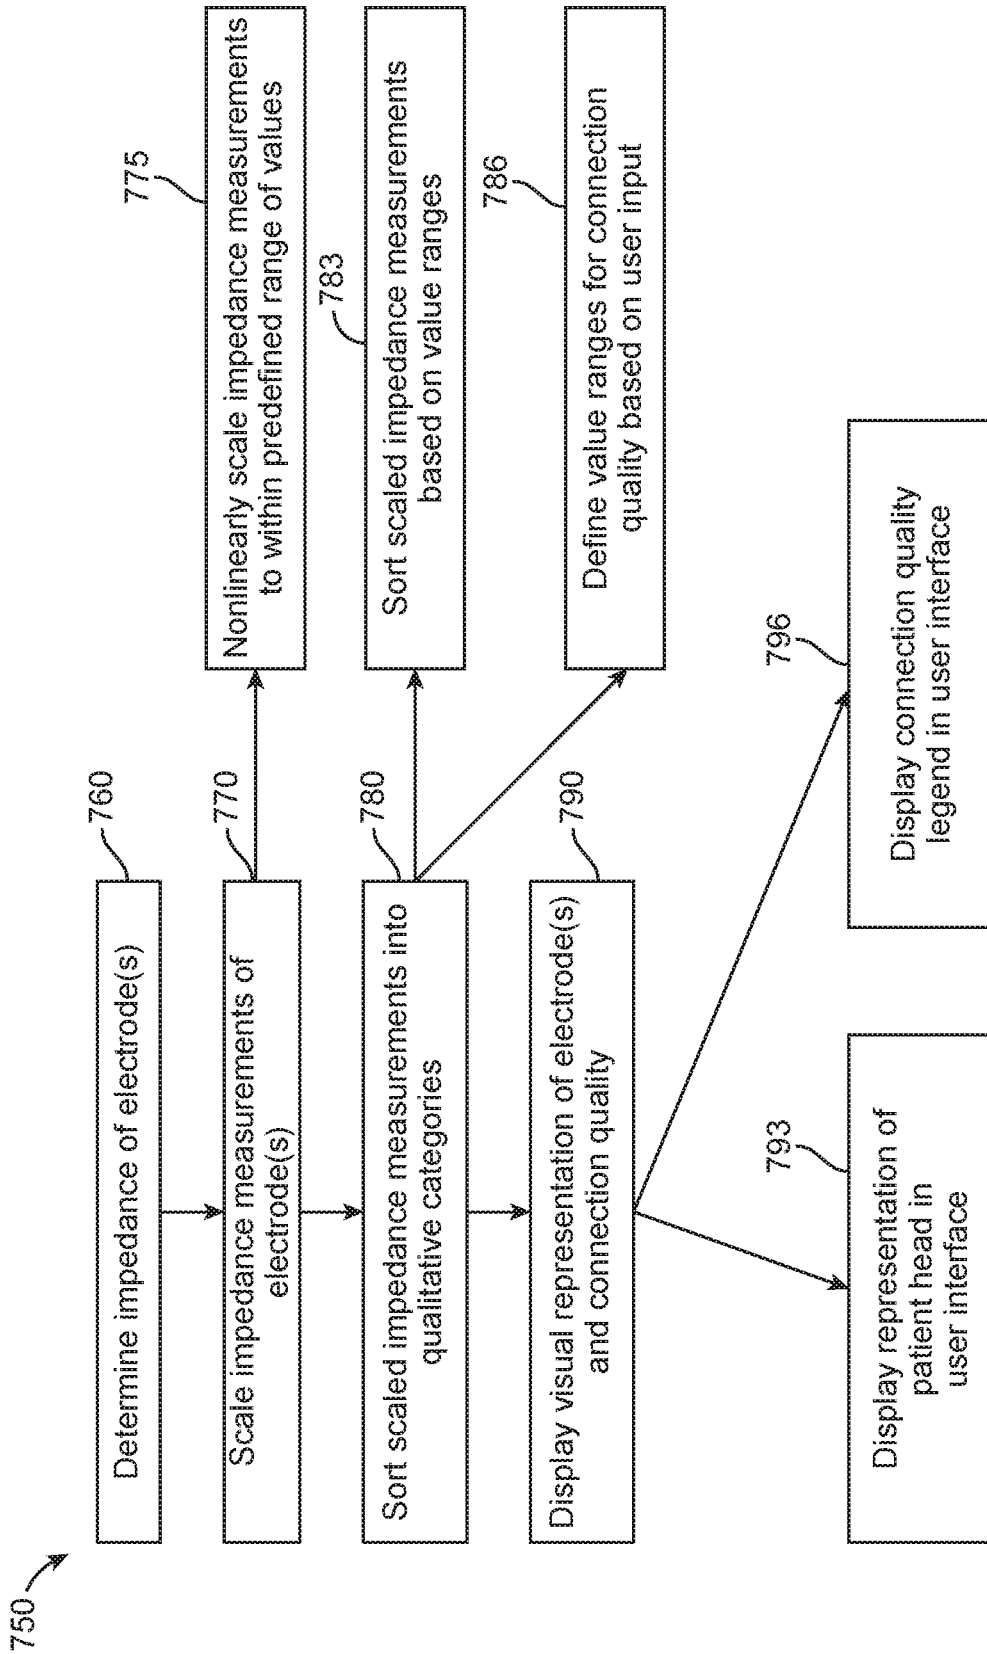 750
760
Determine impedance of electrode(s)
770
Scale impedance measurements of
electrode(s)
775
Nonlinearly scale impedance measurements
to within predefined range of values
780
Sort scaled impedance measurements into
qualitative categories
783
Sort scaled impedance measurements
based on value ranges
786
Define value ranges for connection
quality based on user input
790
Display visual representation of electrode(s)
and connection quality
793
Display representation of
patient head in
user interface
796
Display connection quality
legend in user interface